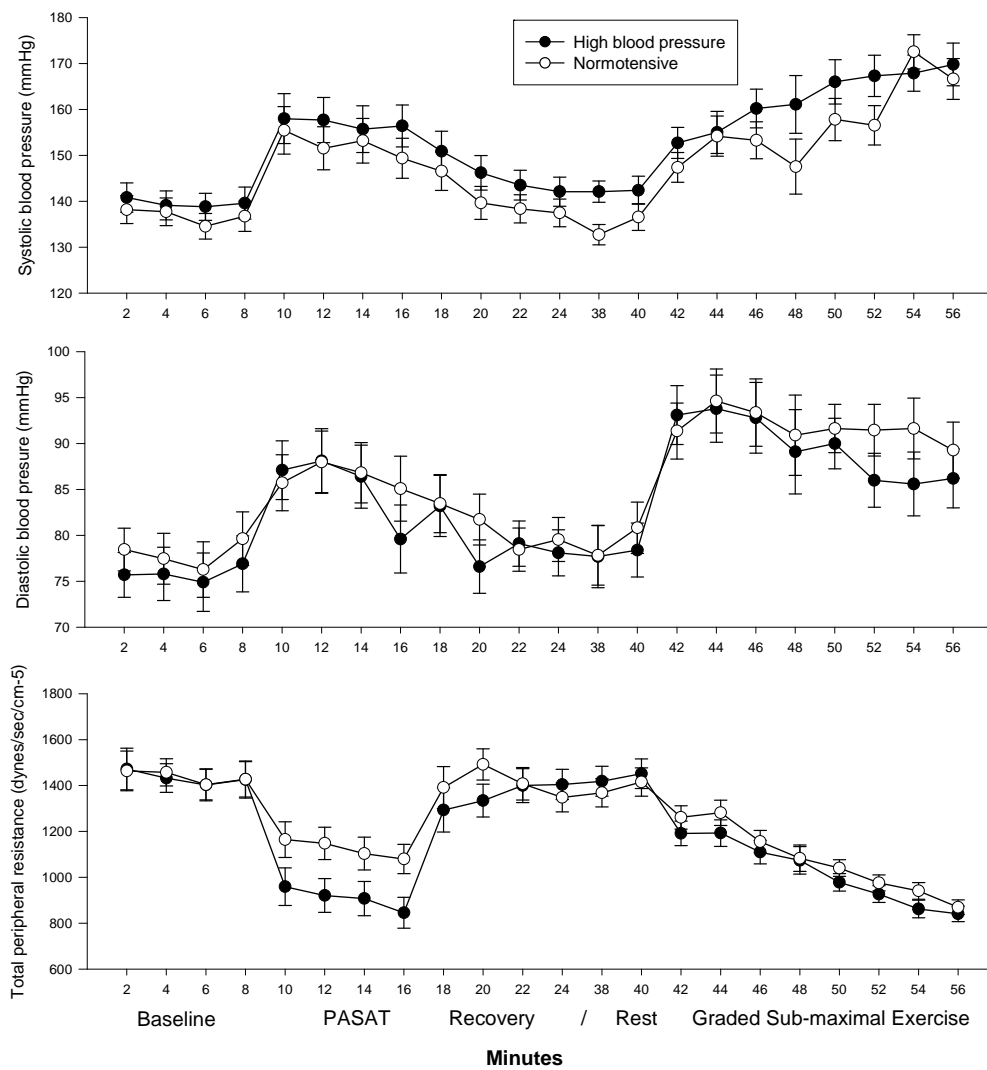 High blood pressure
Normotensive
Systolic blood pressure (mmHg)
180
170
160
150
140
130
120
2 4 6 8 10 12 14 16 18 20 22 24 38 40 42 44 46 48 50 52 54 56
Diastolic blood presure (mmHg)
100
95
90
85
80
75
70
2 4 6 8 10 12 14 16 18 20 22 24 38 40 42 44 46 48 50 52 54 56
Total peripheral resistance (dynes/sec/cm-5)
1800
1600
1400
1200
1000
800
600
2 4 6 8 10 12 14 16 18 20 22 24 38 40 42 44 46 48 50 52 54 56
Baseline PASAT Recovery / Rest Graded Sub-maximal Exercise
Minutes